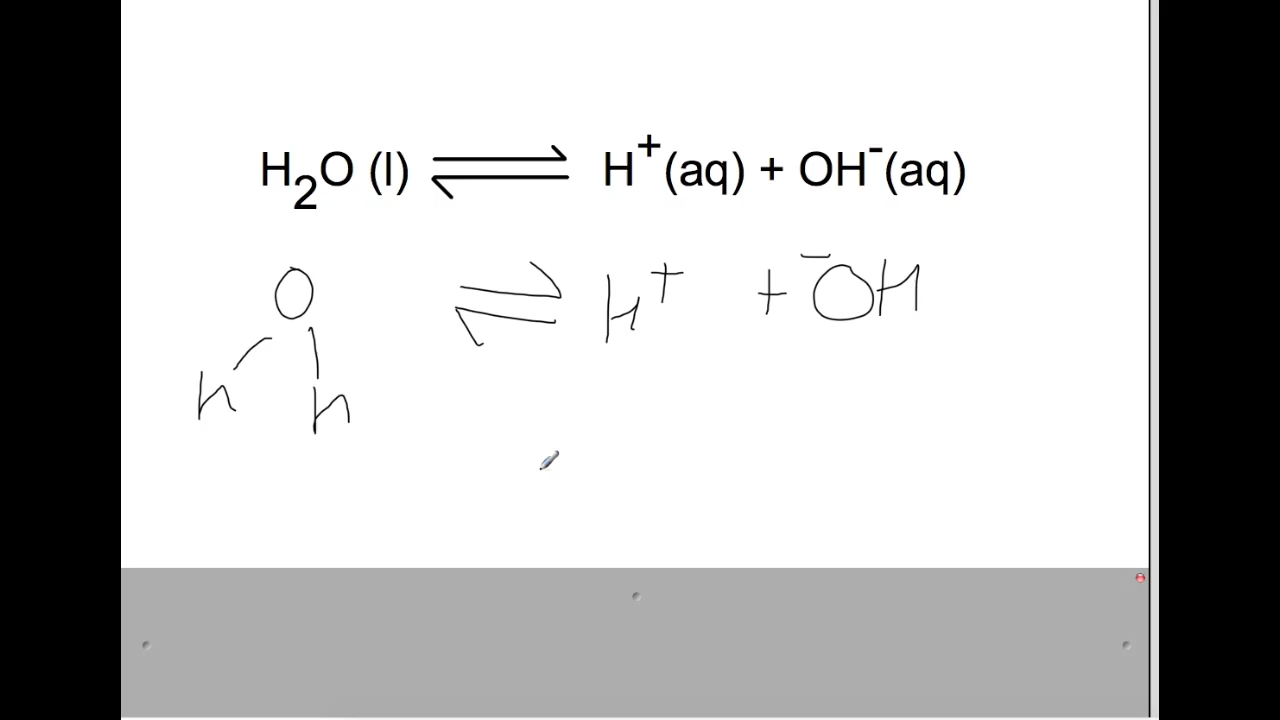 H2O (l) ⇌ H+(aq) + OH-(aq)
O ⇌ H+ + -OH
H H